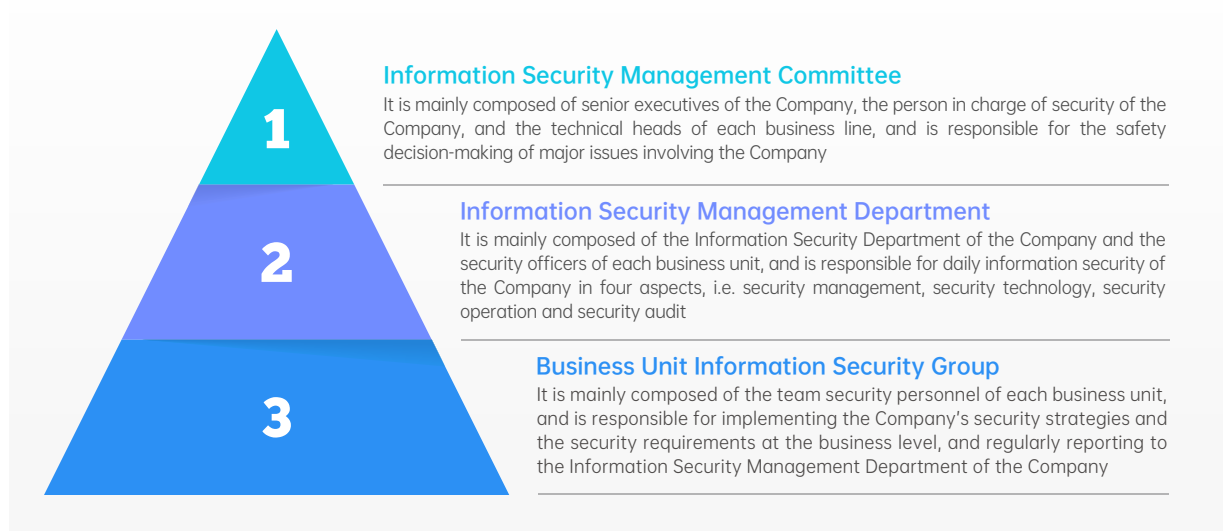 1
Information Security Management Committee
It is mainly composed of senior executives of the Company, the person in charge of security of the
Company, and the technical heads of each business line, and is responsible for the safety
decision-making of major issues involving the Company
2
Information Security Management Department
It is mainly composed of the Information Security Department of the Company and the
security officers of each business unit, and is responsible for daily information security of
the Company in four aspects, i.e. security management, security technology, security
operation and security audit
3
Business Unit Information Security Group
It is mainly composed of the team security personnel of each business unit,
and is responsible for implementing the Company’s security strategies and
the security requirements at the business level, and regularly reporting to
the Information Security Management Department of the Company